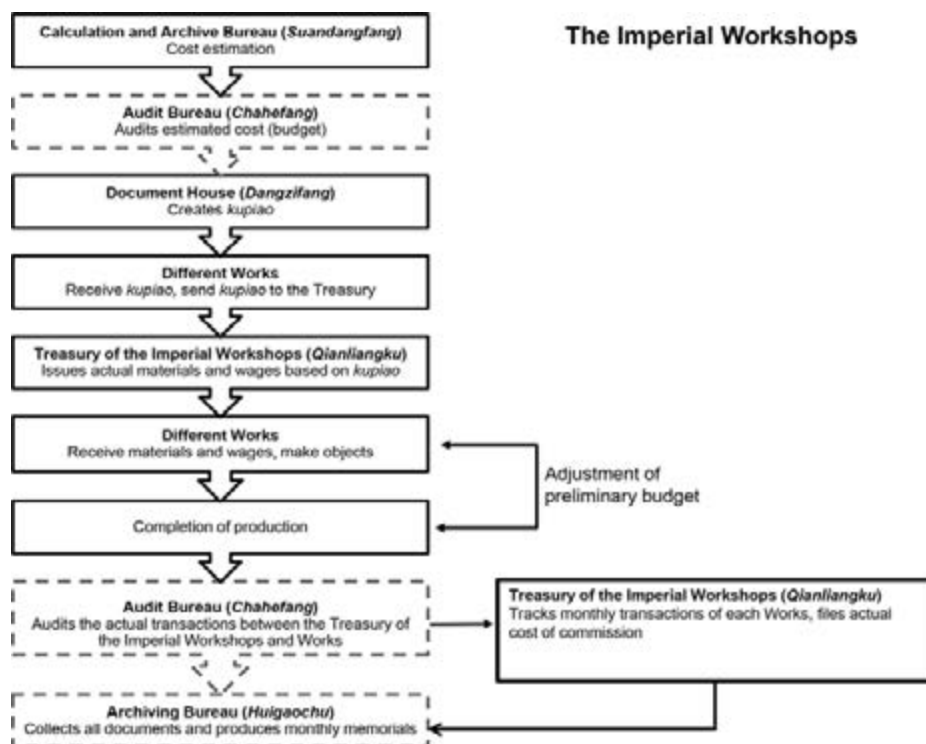 The Imperial Workshops
Calculation and Archive Bureau (Suandangfang)
Cost estimation
Audit Bureau (Chahefang)
Audits estimated cost (budget)
Document House (Dangzifang)
Creates kupiao
Different Works
Receive kupiao, send kupiao to the Treasury
Treasury of the Imperial Workshops (Qianliangku)
Issues actual materials and wages based on kupiao
Different Works
Receive materials and wages, make objects
Adjustment of
preliminary budget
Completion of production
Audit Bureau (Chahefang)
Audits the actual transactions between the Treasury of
the Imperial Workshops and Works
Treasury of the Imperial Workshops (Qianliangku)
Tracks monthly transactions of each Works, files actual
cost of commission
Archiving Bureau (Huigaochu)
Collects all documents and produces monthly memorials